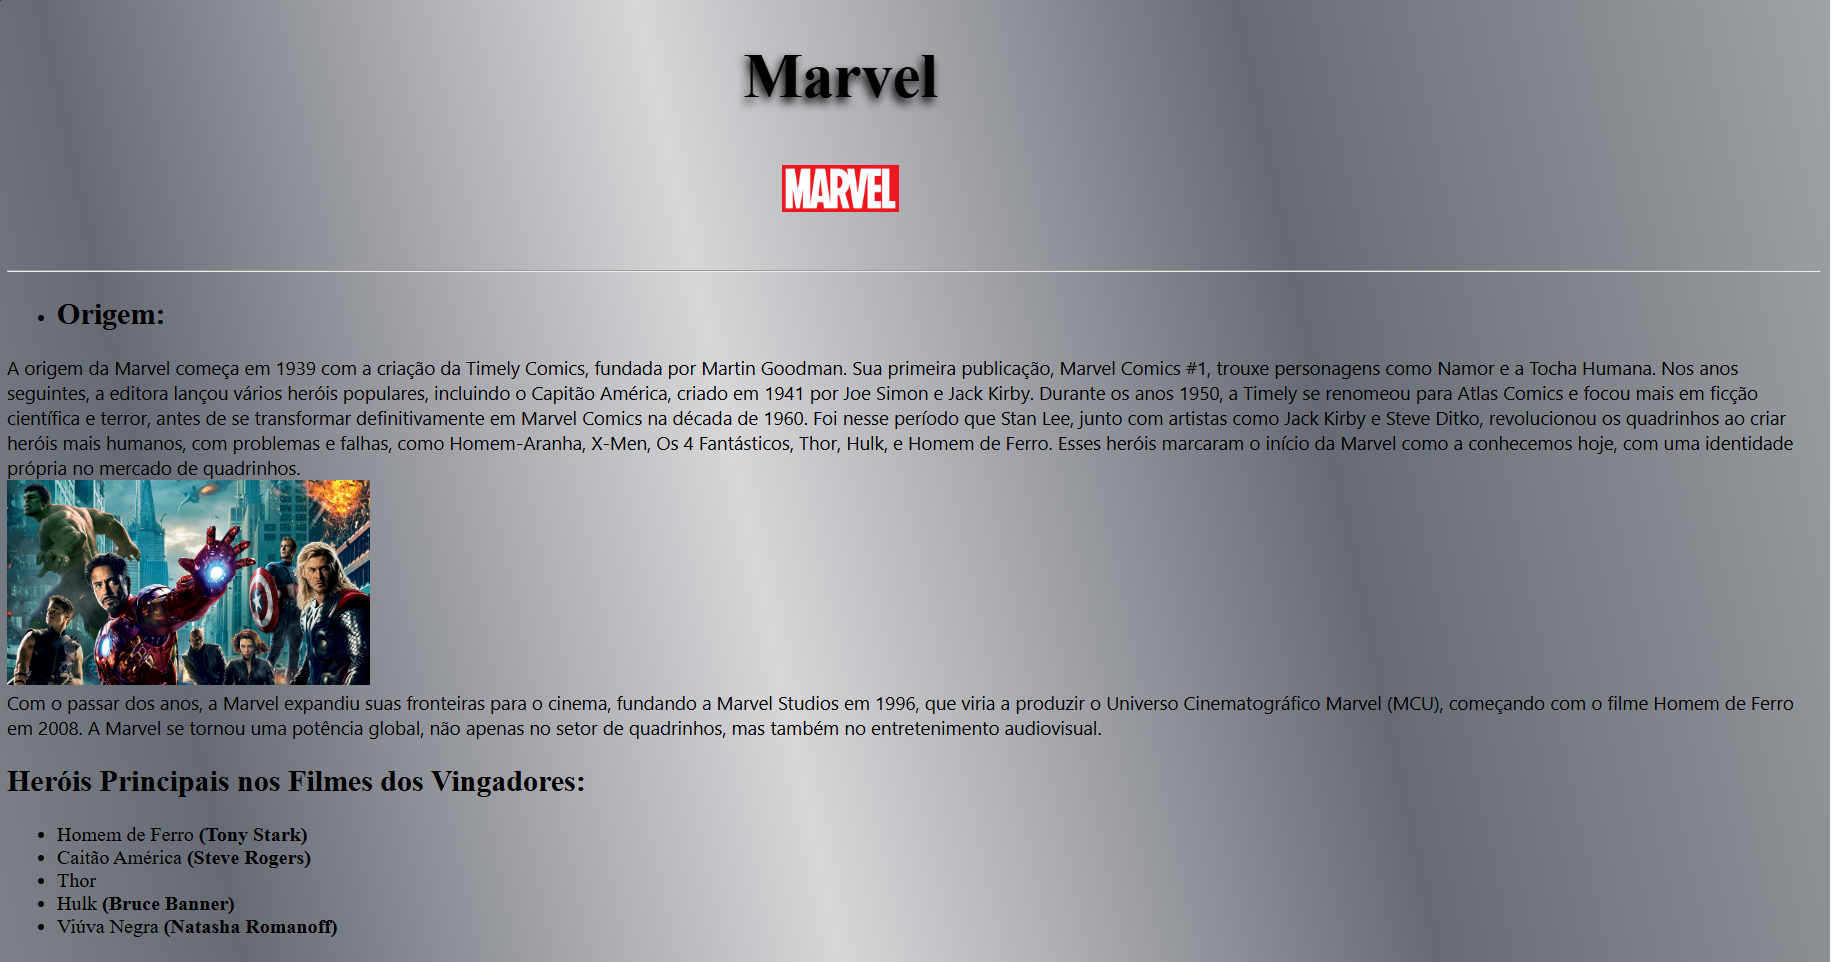 Marvel
MARVEL
Origem:
A origem da Marvel começa em 1939 com a criação da Timely Comics, fundada por Martin Goodman. Sua primeira publicação, Marvel Comics #1, trouxe personagens como Namor e a Tocha Humana. Nos anos
seguintes, a editora lançou vários heróis populares, incluindo o Capitão América, criado em 1941 por Joe Simon e Jack Kirby. Durante os anos 1950, a Timely se renomeou para Atlas Comics e focou mais em ficção
científica e terror, antes de se transformar definitivamente em Marvel Comics na década de 1960. Foi nesse período que Stan Lee, junto com artistas como Jack Kirby e Steve Ditko, revolucionou os quadrinhos ao criar
heróis mais humanos, com problemas e falhas, como Homem-Aranha, X-Men, Os 4 Fantásticos, Thor, Hulk, e Homem de Ferro. Esses heróis marcaram o início da Marvel como a conhecemos hoje, com uma identidade
própria no mercado de quadrinhos.
Com o passar dos anos, a Marvel expandiu suas fronteiras para o cinema, fundando a Marvel Studios em 1996, que viria a produzir o Universo Cinematográfico Marvel (MCU), começando com o filme Homem de Ferro
em 2008. A Marvel se tornou uma potência global, não apenas no setor de quadrinhos, mas também no entretenimento audiovisual.
Heróis Principais nos Filmes dos Vingadores:
Homem de Ferro (Tony Stark)
Caitão América (Steve Rogers)
Thor
Hulk (Bruce Banner)
Viúva Negra (Natasha Romanoff)